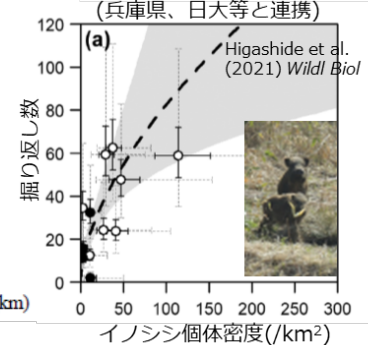 (兵庫県、日大等と連携)
(a)
Higashide et al.
(2021) Wildl Biol
掘り返し数
120
100
80
60
40
20
0
km)
0 50 100 150 200 250 300
イノシシ個体密度(/km2)